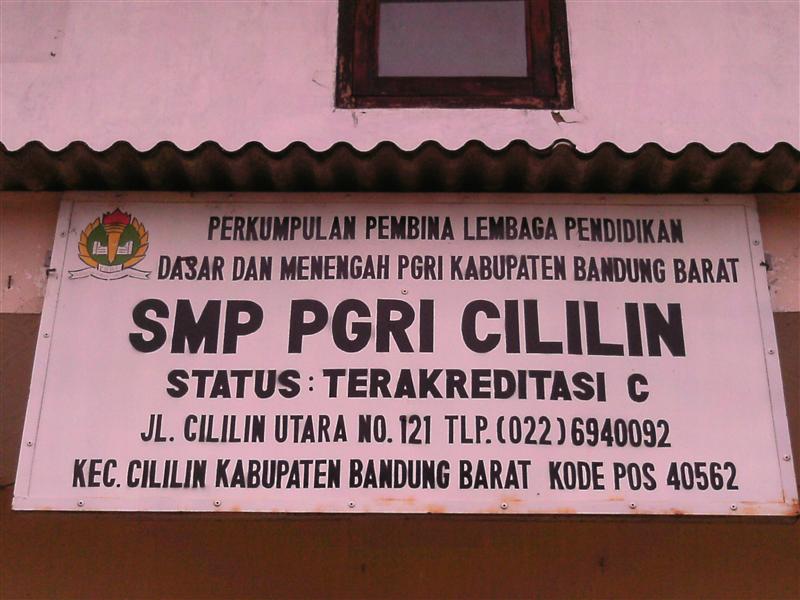 PERKUMPULAN PEMBINA LEMBAGA PENDIDIKAN
DASAR DAN MENENGAH PGRI KABUPATEN BANDUNG BARAT
SMP PGRI CILILIN
STATUS : TERAKREDITASI C
JL. CILILIN UTARA NO. 121 TLP. (022) 6940092
KEC. CILILIN KABUPATEN BANDUNG BARAT KODE POS 40562